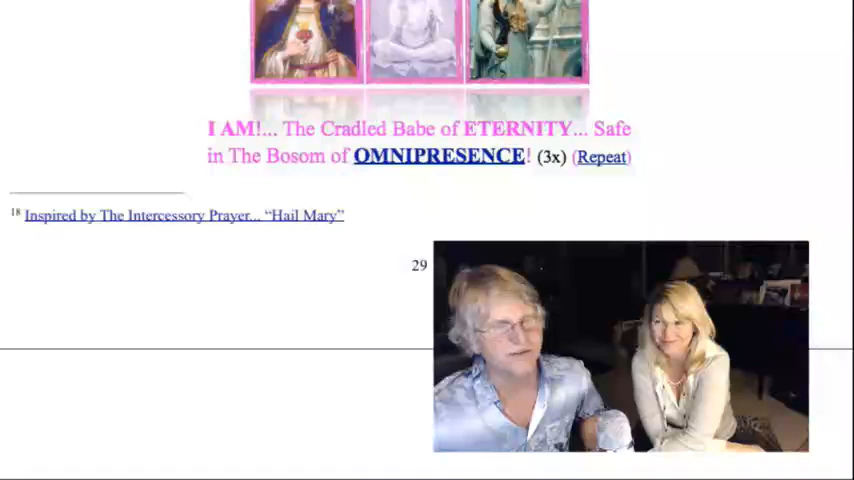 I AM!... The Cradled Babe of ETERNITY... Safe
in The Bosom of OMNIPRESENCE! (3x) (Repeat)
18 Inspired by The Intercessory Prayer... “Hail Mary”
29